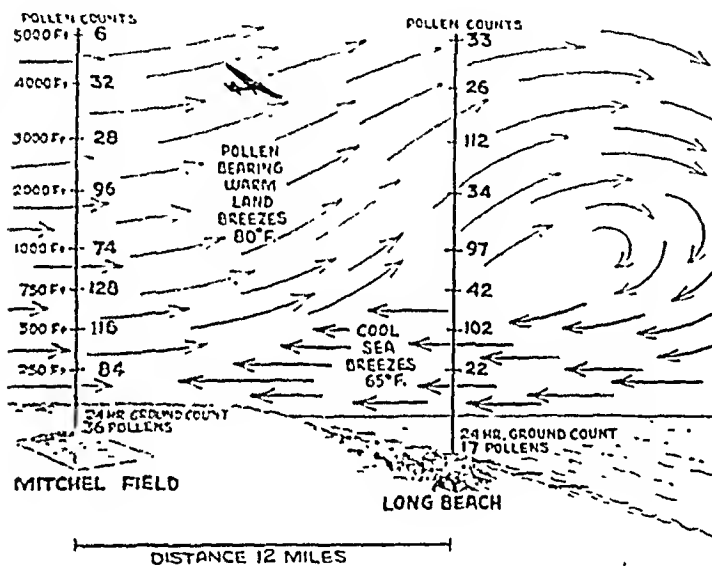 POLLEN COUNTS
5000 Ft 6
4000 Ft 32
3000 Ft 28
2000 Ft 96
1000 Ft 74
750 Ft 128
500 Ft 116
250 Ft 84
24 HR. GROUND COUNT
36 POLLENS
MITCHEL FIELD
POLLEN
BEARING
WARM
LAND
BREEZES
80°F.
COOL
SEA
BREEZES
65°F.
POLLEN COUNTS
33
26
112
34
97
42
102
22
24 HR. GROUND COUNT
17 POLLENS
LONG BEACH
DISTANCE 12 MILES